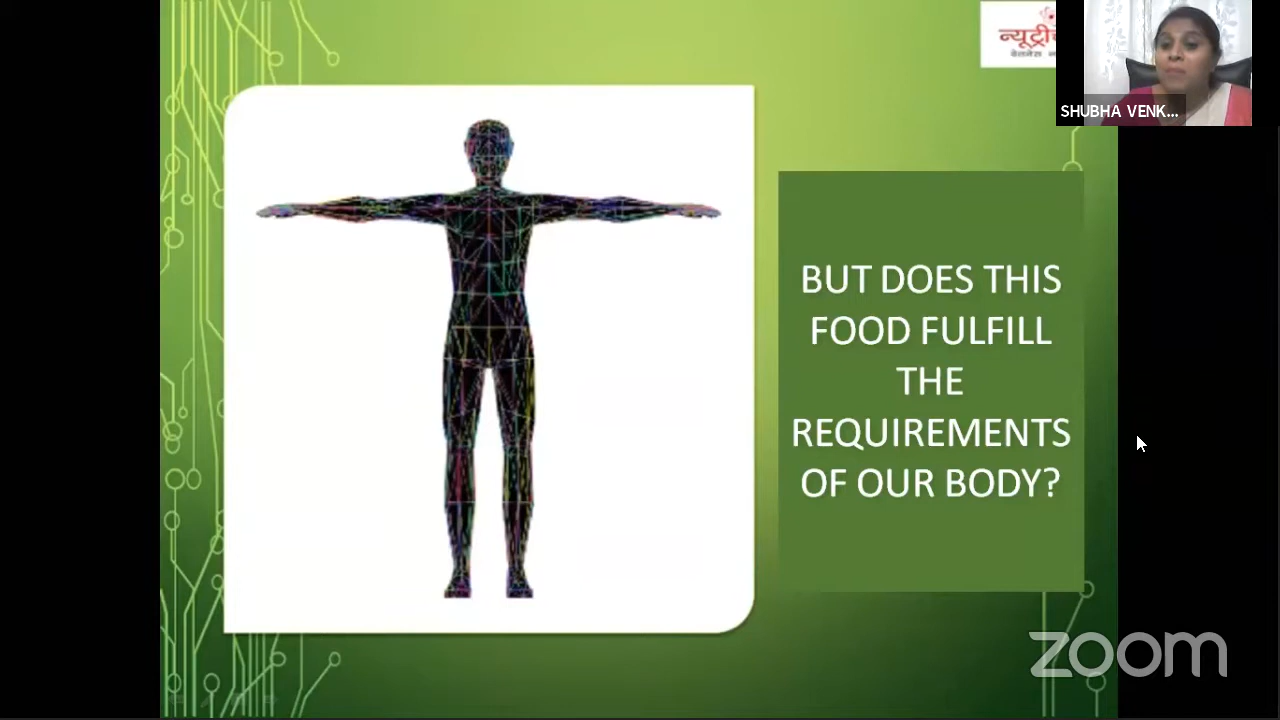 न्यूट्री
SHUBHA VENK...
BUT DOES THIS
FOOD FULFILL
THE
REQUIREMENTS
OF OUR BODY?
zoom